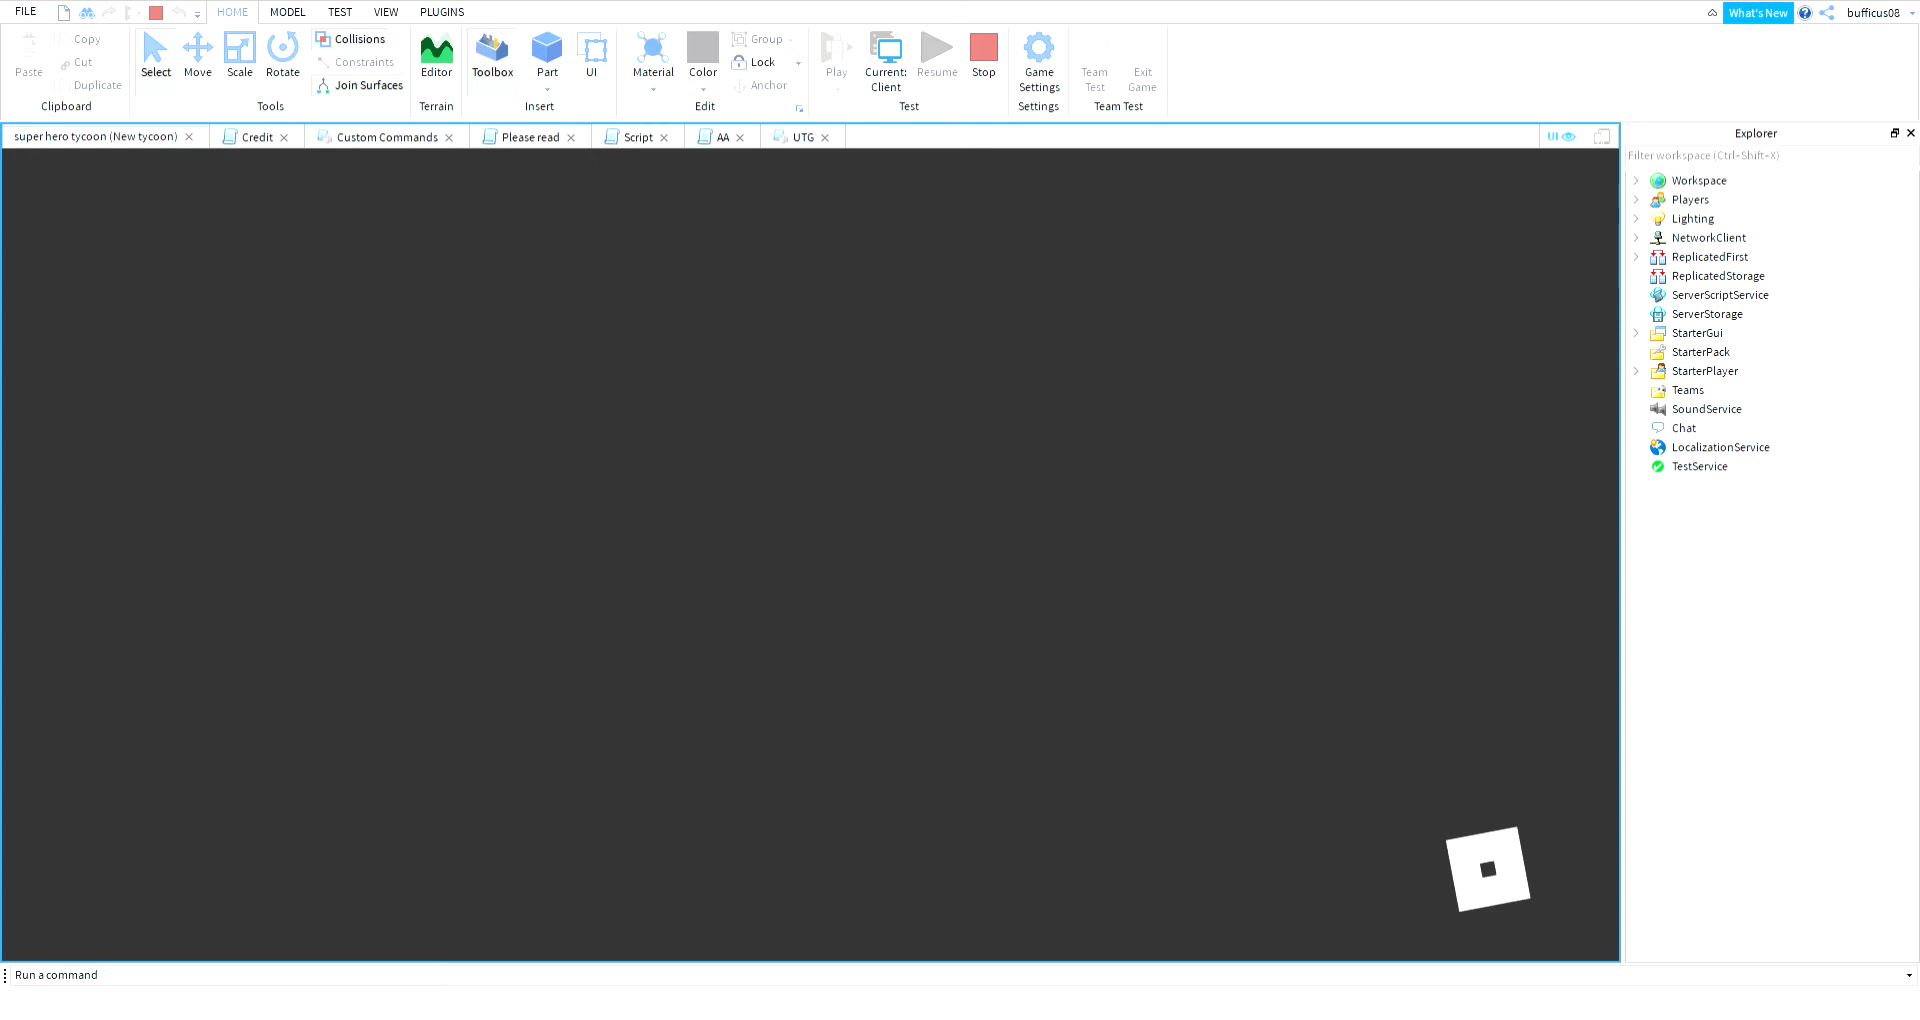 FILE HOME MODEL TEST VIEW PLUGINS What's New bufficus08
Paste Copy Cut Duplicate
Select Move Scale Rotate
Collisions Constraints Join Surfaces
Editor Toolbox Part UI
Material Color Group Lock Anchor
Play Current: Client Resume Stop
Game Settings Team Test Exit Game
Clipboard Tools Terrain Insert Edit Test Settings Team Test
super hero tycoon (New tycoon) Credit Custom Commands Please read Script AA UTG UI
Explorer
Filter workspace (Ctrl+Shift+X)
Workspace
Players
Lighting
NetworkClient
ReplicatedFirst
ReplicatedStorage
ServerScriptService
ServerStorage
StarterGui
StarterPack
StarterPlayer
Teams
SoundService
Chat
LocalizationService
TestService
Run a command